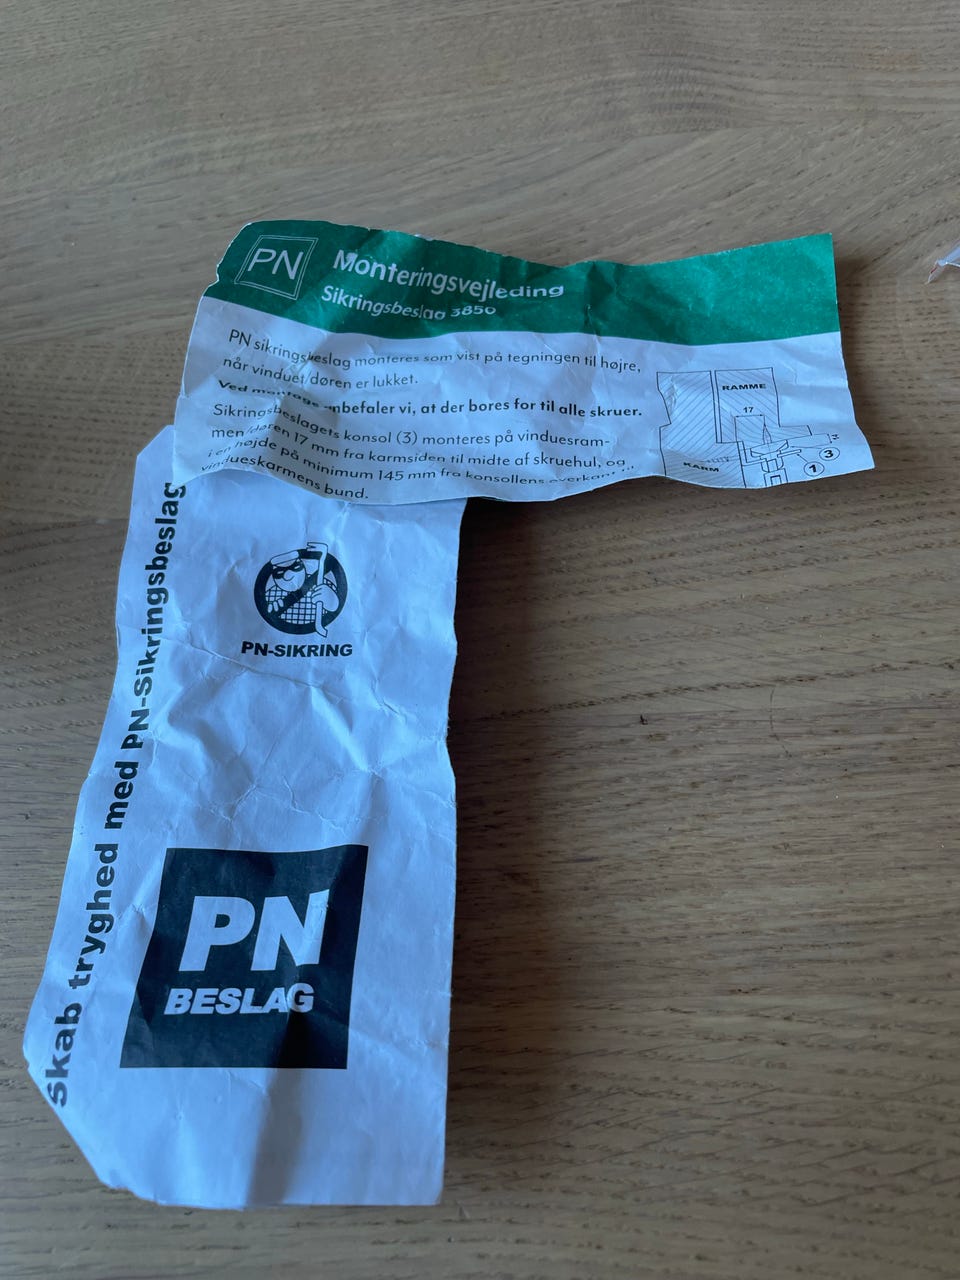 PN
Monteringsvejleding
Sikringsbeslag 3850
PN sikringsbeslag monteres som vist på tegningen til højre,
når vinduet/døren er lukket.
Ved montage anbefaler vi, at der bores for til alle skruer.
Sikringsbeslagets konsol (3) monteres på vinduesram-
men/døren 17 mm fra karmsiden til midte af skruehul, og
i en højde på minimum 145 mm fra konsollens overkant
vindueskarmens bund.
RAMME
17
KARM
1
3
Skab tryghed med PN-Sikringsbeslag
PN-SIKRING
PN
BESLAG